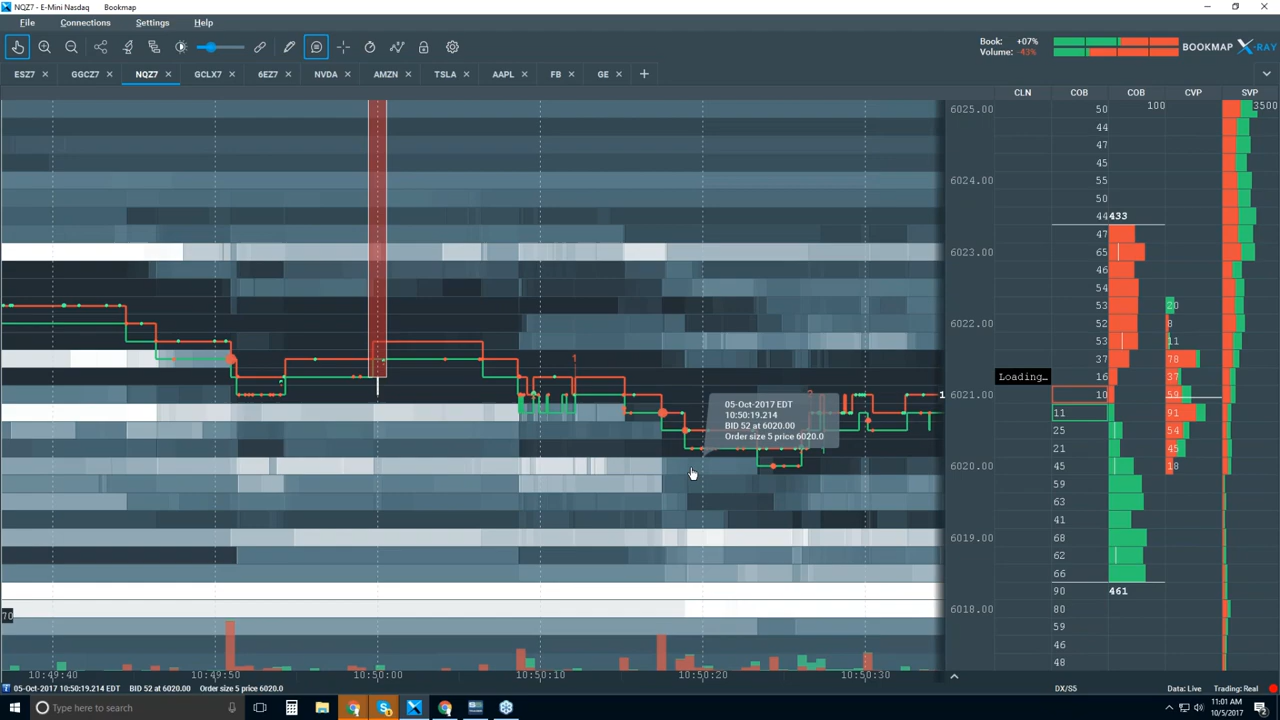 NQZ7 - E-Mini Nasdaq Bookmap
File Connections Settings Help
Book: +07%
Volume: -43%
BOOKMAP X-RAY
ESZ7 × GGCZ7 × NQZ7 × GCLX7 × 6EZ7 × NVDA × AMZN × TSLA × AAPL × FB × GE × +
CLN COB COB CVP SVP
100 3500
6025.00 50
44
47
45
6024.00 55
50
44 433
47
6023.00 65
46
54
53 20
6022.00 52 8
53 11
37 78
Loading… 16 37
6021.00 10 59
11 91
25 54
21 45
6020.00 45 18
59
63
41
6019.00 68
62
66
90 461
6018.00 80
59
46
48
1
1
05-Oct-2017 EDT
10:50:19.214
BID 52 at 6020.00
Order size 5 price 6020.0
70
10:49:40 10:49:50 10:50:00 10:50:10 10:50:20 10:50:30
05-Oct-2017 10:50:19.214 EDT BID 52 at 6020.00 Order size 5 price 6020.0
DX/S5 Data: Live Trading: Real
Type here to search
11:01 AM
10/5/2017
2